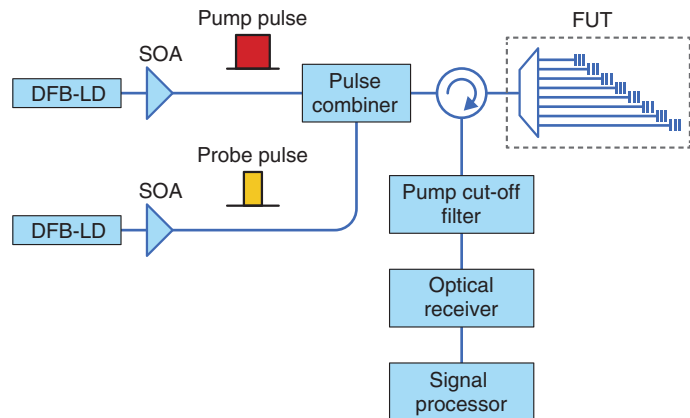 Pump pulse
FUT
SOA
DFB-LD
Pulse
combiner
Probe pulse
SOA
DFB-LD
Pump cut-off
filter
Optical
receiver
Signal
processor